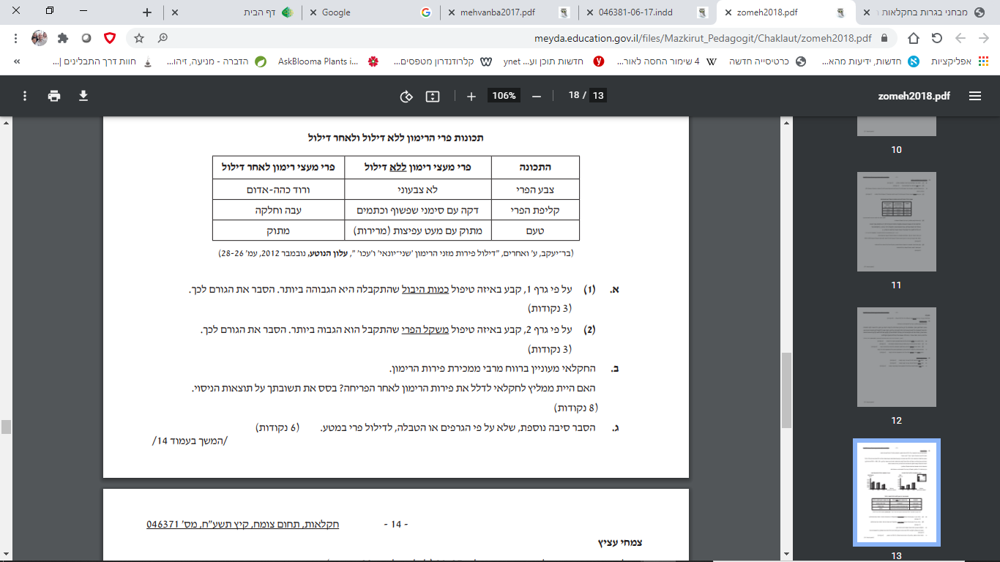 דף הבית
Google
mehvanba2017.pdf
046381-06-17.indd
zomeh2018.pdf
מבחני בגרות בחקלאות
meyda.education.gov.il/files/Mazkirut_Pedagogit/Chaklaut/zomeh2018.pdf
אפליקציות
חדשות, ידיעות מהא...
כרטיסייה חדשה
4 שימור החסה לאור...
חדשות תוכן וע... ynet
קלרודנדרון מטפסים...
AskBlooma Plants i...
הדברה - מניעה, זיהו...
חוות דרך התבלינים |...
zomeh2018.pdf
13 / 18
106%
תכונות פרי הרימון ללא דילול ולאחר דילול
התכונה פרי מעצי רימון ללא דילול פרי מעצי רימון לאחר דילול
צבע הפרי לא צבעוני ורוד כהה-אדום
קליפת הפרי דקה עם סימני שפשוף וכתמים עבה וחלקה
טעם מתוק עם מעט עפיצות (מרירות) מתוק
(בר־יעקב, ע' ואחרים, "דילול פירות מזני הרימון 'שני־יונאי' ו'עכו' ", עלון הנוטע, נובמבר 2012, עמ' 28-26)
א. (1) על פי גרף 1, קבע באיזה טיפול כמות היבול שהתקבלה היא הגבוהה ביותר. הסבר את הגורם לכך.
(3 נקודות)
(2) על פי גרף 2, קבע באיזה טיפול משקל הפרי שהתקבל הוא הגבוה ביותר. הסבר את הגורם לכך.
(3 נקודות)
ב. החקלאי מעוניין ברווח מרבי ממכירת פירות הרימון.
האם היית ממליץ לחקלאי לדלל את פירות הרימון לאחר הפריחה? בסס את תשובתך על תוצאות הניסוי.
(8 נקודות)
ג. הסבר סיבה נוספת, שלא על פי הגרפים או הטבלה, לדילול פרי במטע. (6 נקודות)
/המשך בעמוד 14/
- 14 - חקלאות, תחום צומח, קיץ תשע"ח, מס' 046371
צמחי עציץ
10
11
12
13